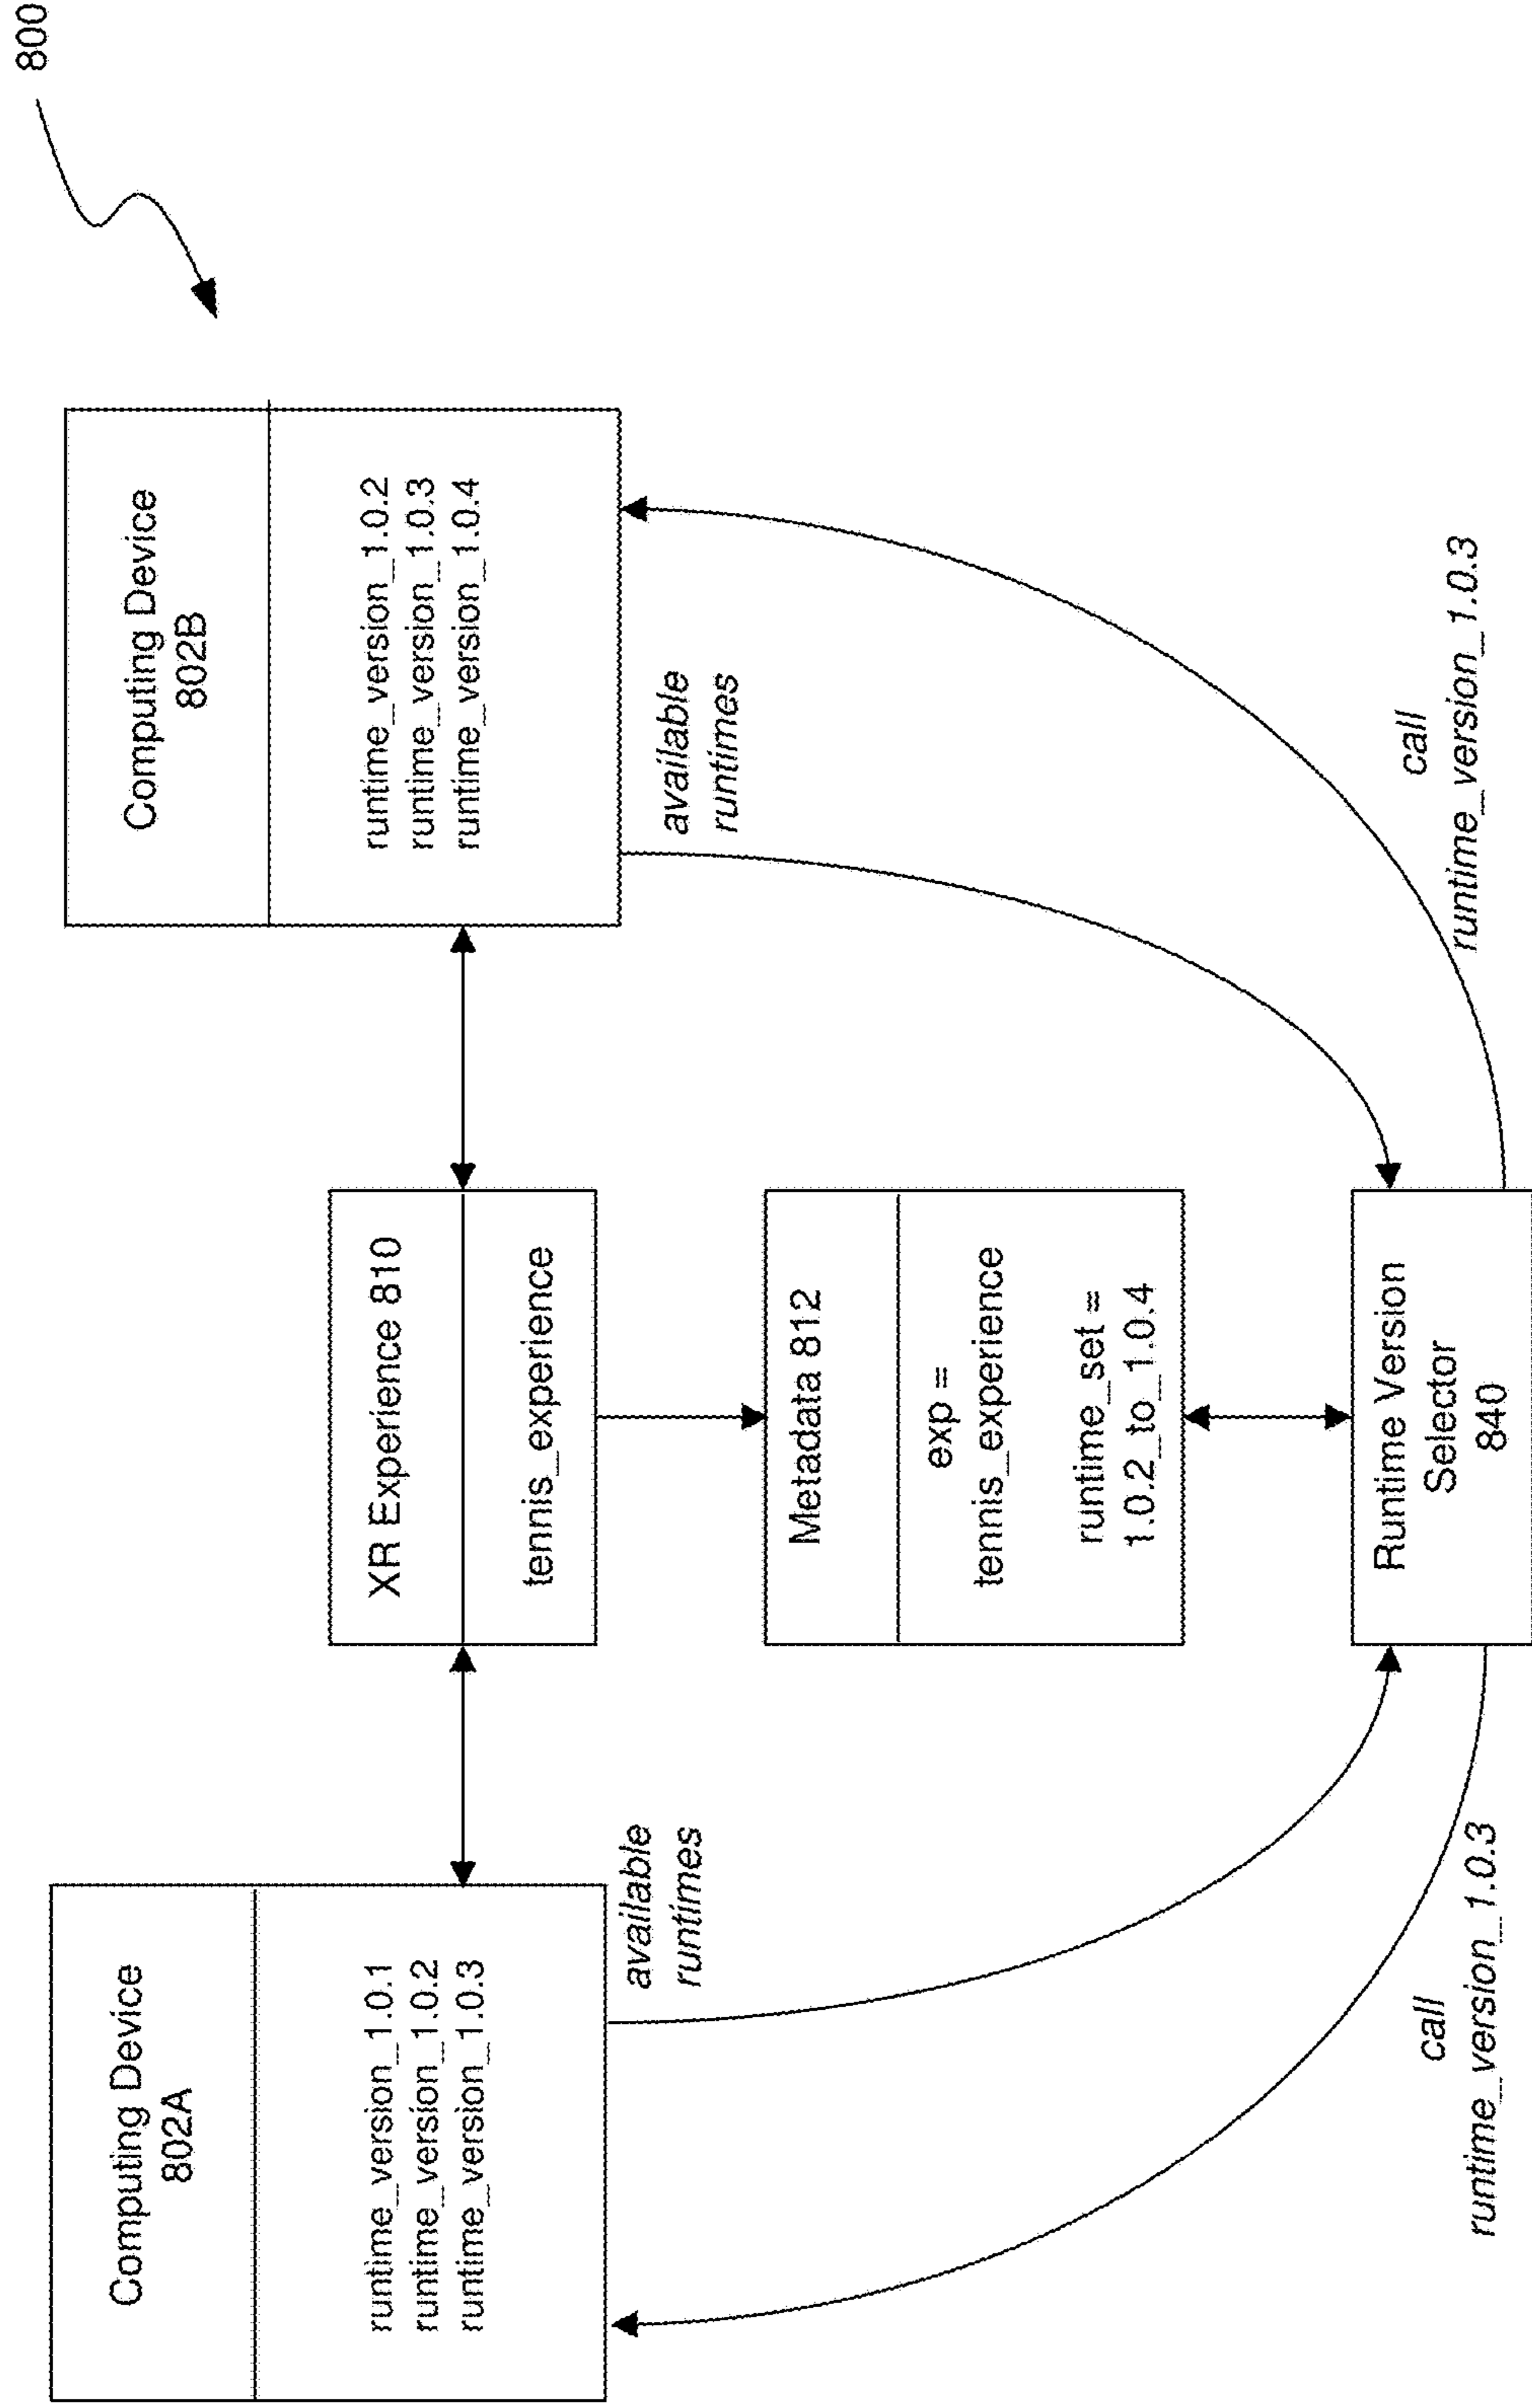 800
Computing Device
802A
runtime_version_1.0.1
runtime_version_1.0.2
runtime_version_1.0.3
XR Experience 810
tennis_experience
Computing Device
802B
runtime_version_1.0.2
runtime_version_1.0.3
runtime_version_1.0.4
available
runtimes
available
runtimes
Metadata 812
exp =
tennis_experience
runtime_set =
1.0.2_to_1.0.4
Runtime Version
Selector
840
call
runtime_version_1.0.3
call
runtime_version_1.0.3